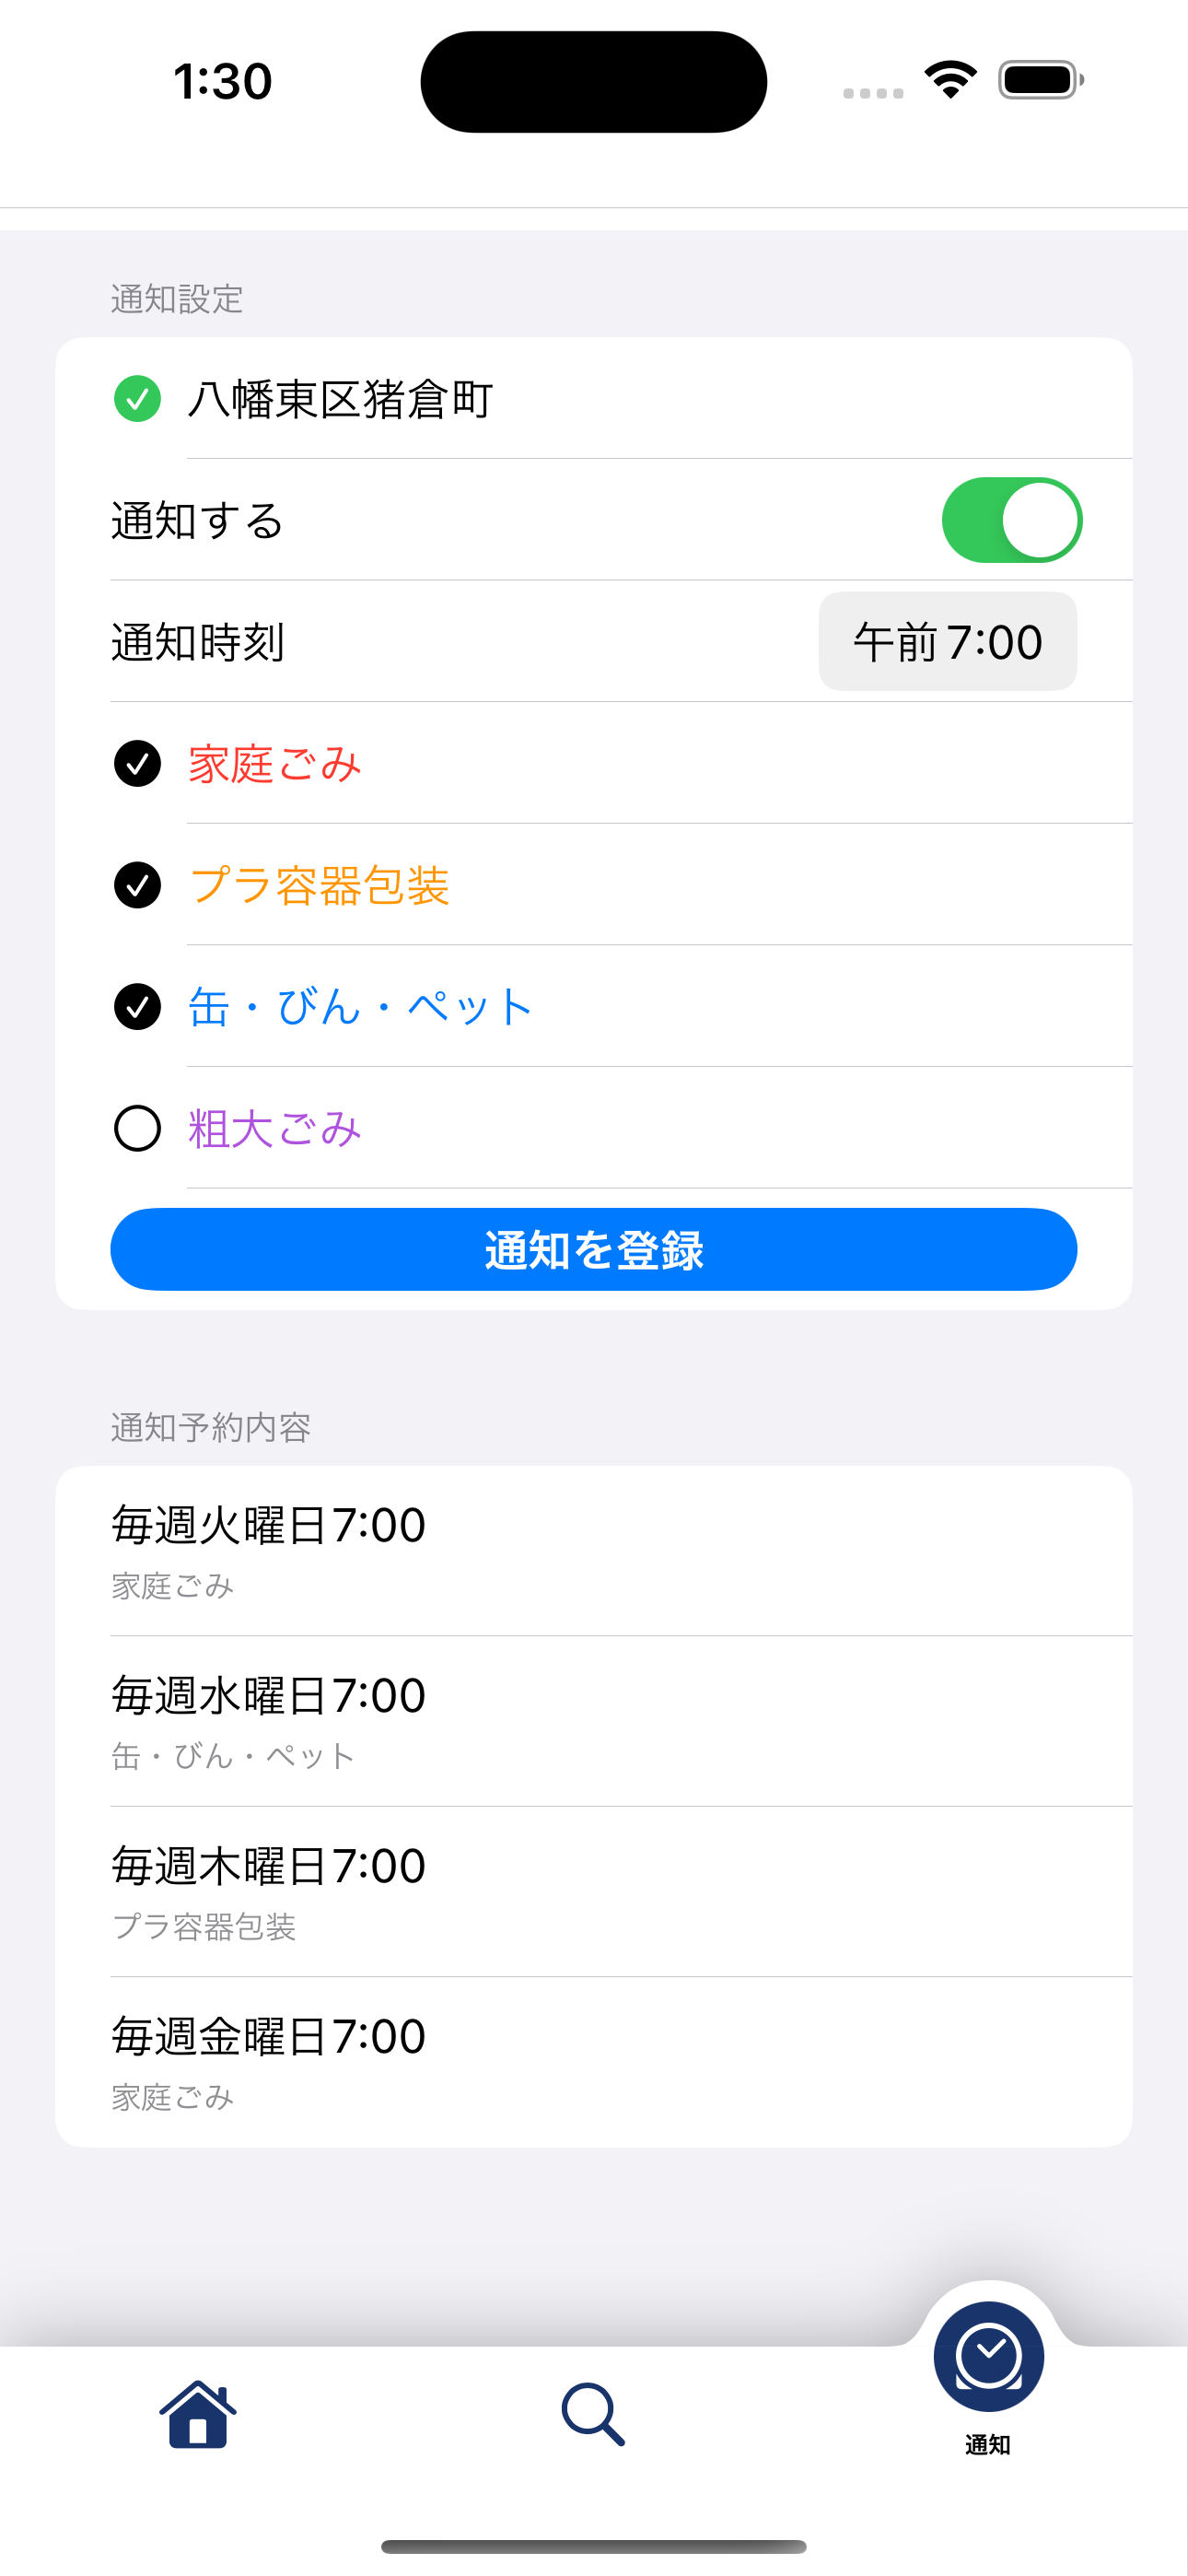 1:30
通知設定
八幡東区猪倉町
通知する
通知時刻
午前7:00
家庭ごみ
プラ容器包装
缶・びん・ペット
粗大ごみ
通知を登録
通知予約内容
毎週火曜日7:00
家庭ごみ
毎週水曜日7:00
缶・びん・ペット
毎週木曜日7:00
プラ容器包装
毎週金曜日7:00
家庭ごみ
通知